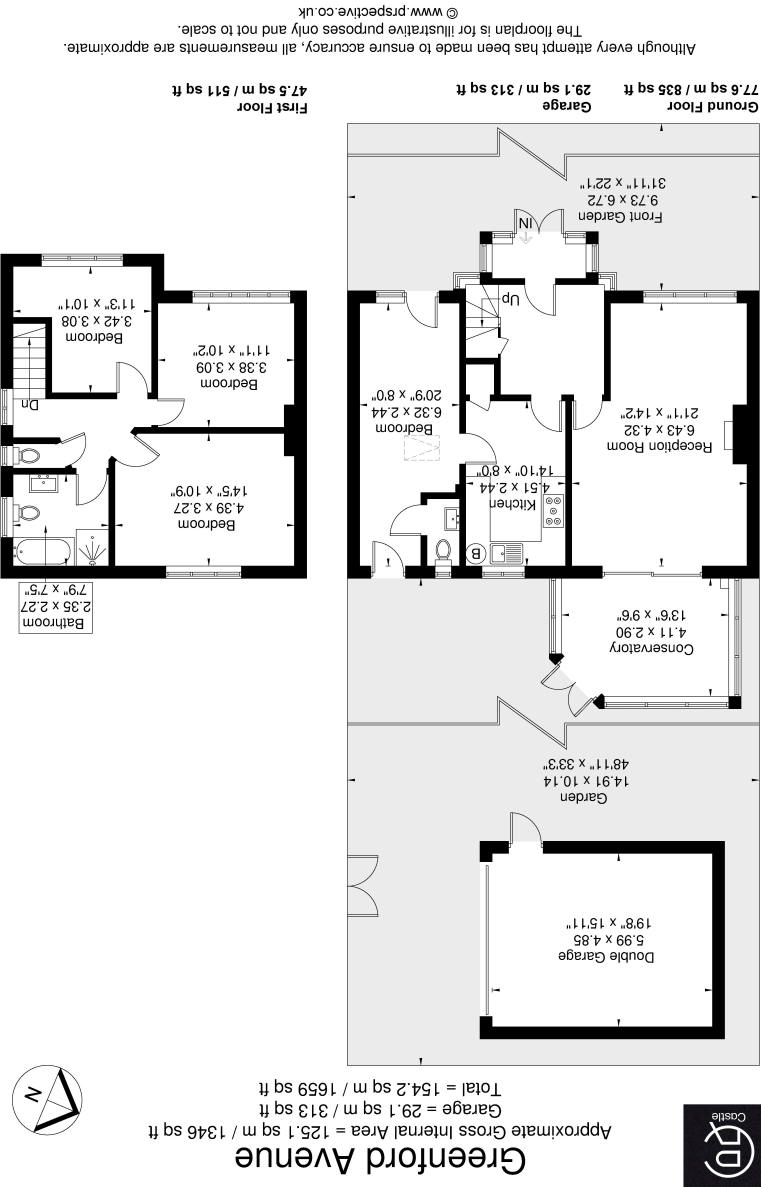 Castle
Greenford Avenue
Approximate Gross Internal Area = 125.1 sq m / 1346 sq ft
Garage = 29.1 sq m / 313 sq ft
Total = 154.2 sq m / 1659 sq ft
N
Double Garage
5.99 x 4.85
19'8" x 15'11"
Garden
14.91 x 10.14
48'11" x 33'3"
Conservatory
4.11 x 2.90
13'6" x 9'6"
B
Kitchen
4.51 x 2.44
14'10" x 8'0"
Reception Room
6.43 x 4.32
21'1" x 14'2"
Bedroom
6.32 x 2.44
20'9" x 8'0"
Up
IN
Front Garden
9.73 x 6.72
31'11" x 22'1"
Bathroom
2.35 x 2.27
7'9" x 7'5"
Bedroom
4.39 x 3.27
14'5" x 10'9"
Dn
Bedroom
3.38 x 3.09
11'1" x 10'2"
Bedroom
3.42 x 3.08
11'3" x 10'1"
Ground Floor
77.6 sq m / 835 sq ft
Garage
29.1 sq m / 313 sq ft
First Floor
47.5 sq m / 511 sq ft
Although every attempt has been made to ensure accuracy, all measurements are approximate.
The floorplan is for illustrative purposes only and not to scale.
© www.prspective.co.uk